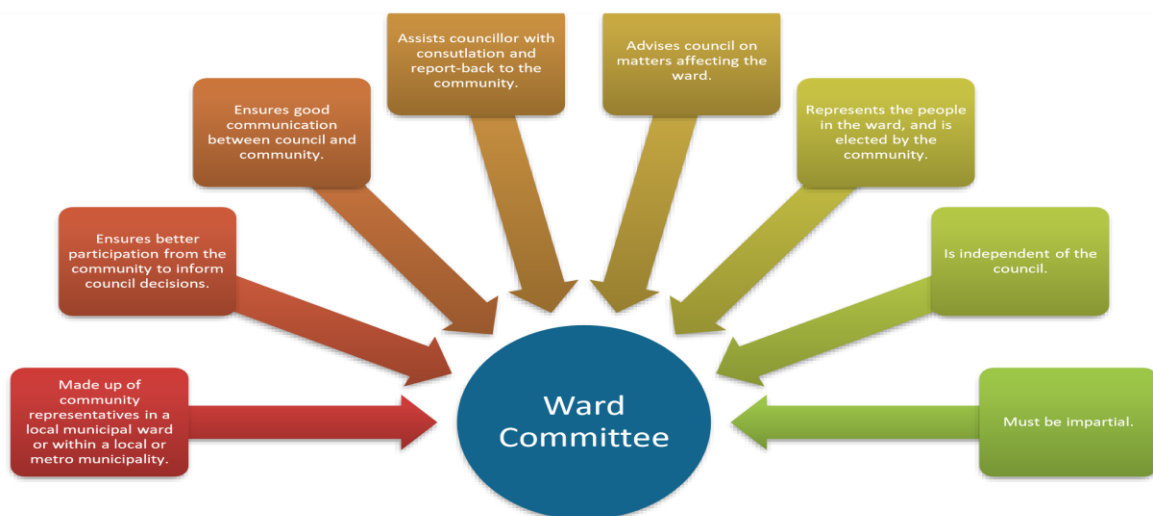 Assists councillor with
consutlation and
report-back to the
community.
Advises council on
matters affecting the
ward.
Ensures good
communication
between council and
community.
Represents the people
in the ward, and is
elected by the
community.
Ensures better
participation from the
community to inform
council decisions.
Is independent of the
council.
Made up of
community
representatives in a
local municipal ward
or within a local or
metro municipality.
Must be impartial.
Ward
Committee